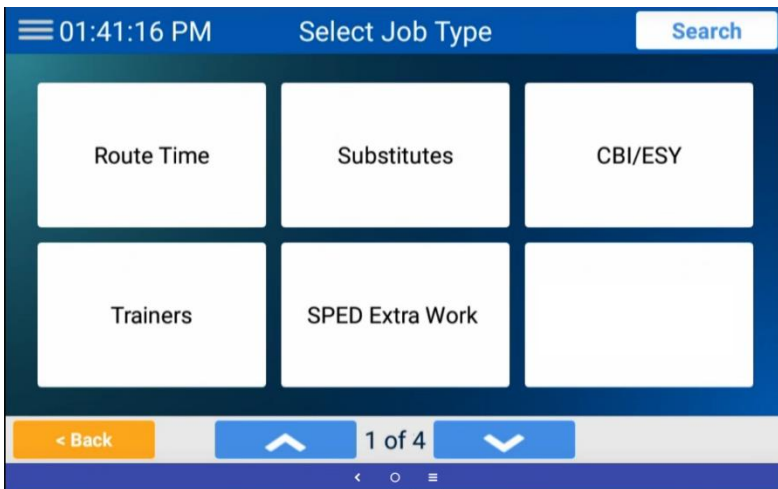 01:41:16 PM Select Job Type Search
Route Time Substitutes CBI/ESY
Trainers SPED Extra Work
< Back 1 of 4